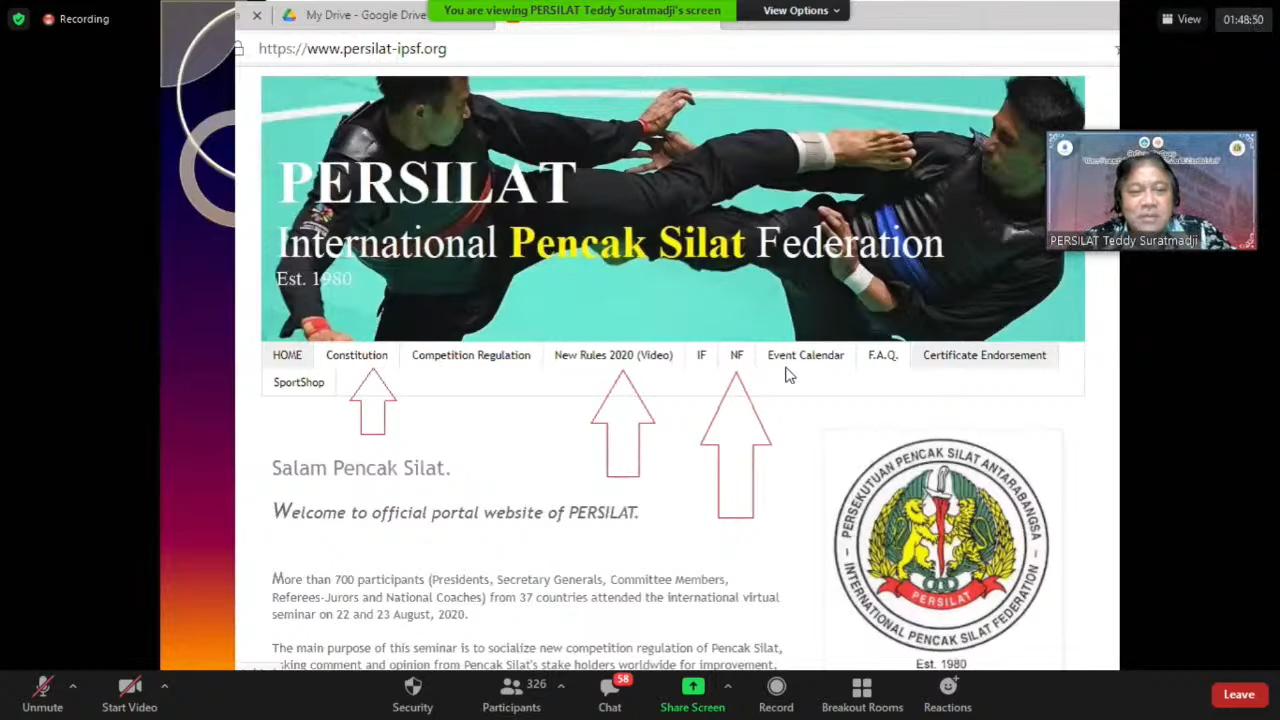 My Drive - Google Drive
You are viewing PERSILAT Teddy Suratmadji's screen
View Options
View
01:48:50
Recording
https://www.persilat-ipsf.org
PERSILAT
International Pencak Silat Federation
Est. 1980
PERSILAT Teddy Suratmadji
HOME
Constitution
Competition Regulation
New Rules 2020 (Video)
IF
NF
Event Calendar
F.A.Q.
Certificate Endorsement
SportShop
Salam Pencak Silat.
Welcome to official portal website of PERSILAT.
More than 700 participants (Presidents, Secretary Generals, Committee Members,
Referees-Jurors and National Coaches) from 37 countries attended the international virtual
seminar on 22 and 23 August, 2020.
The main purpose of this seminar is to socialize new competition regulation of Pencak Silat,
comment and opinion from Pencak Silat's stake holders worldwide for improvement,
PERSEKUTUAN PENCAK SILAT ANTARABANGSA
PERSILAT
INTERNATIONAL PENCAK SILAT FEDERATION
Est. 1980
Unmute
Start Video
Security
326
Participants
58
Chat
Share Screen
Record
Breakout Rooms
Reactions
Leave